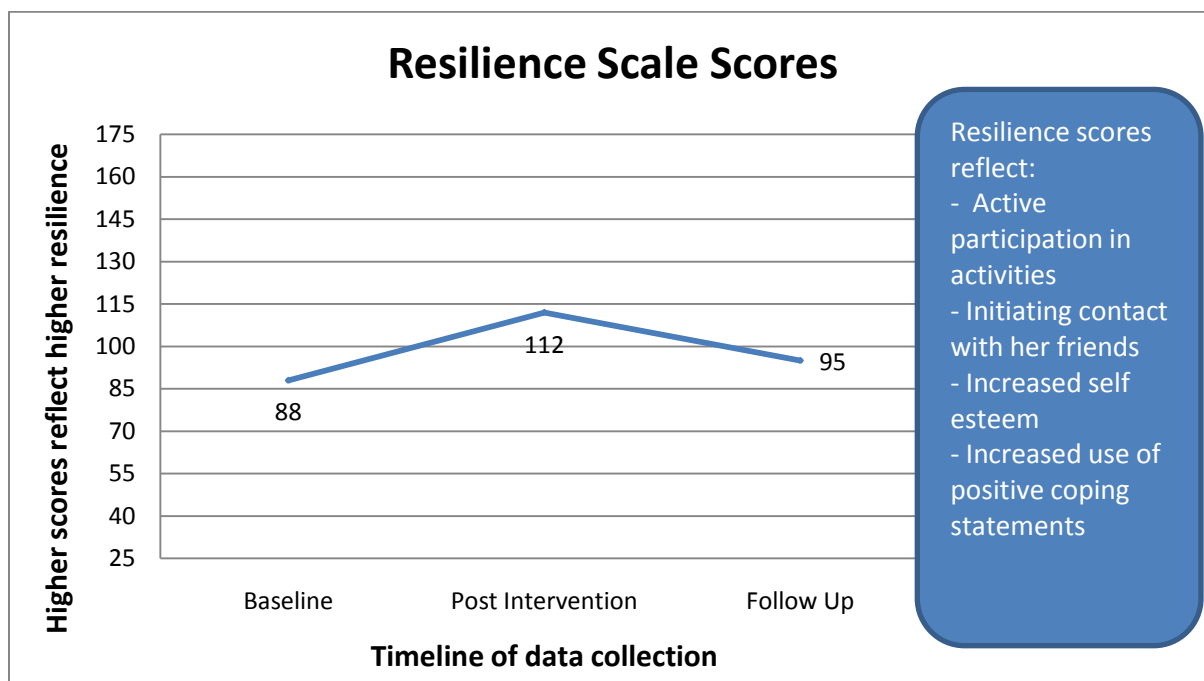 Resilience Scale Scores
Higher scores reflect higher resilience
175
160
145
130
115
100
85
70
55
40
25
88
112
95
Baseline
Post Intervention
Follow Up
Timeline of data collection
Resilience scores
reflect:
- Active
participation in
activities
- Initiating contact
with her friends
- Increased self
esteem
- Increased use of
positive coping
statements